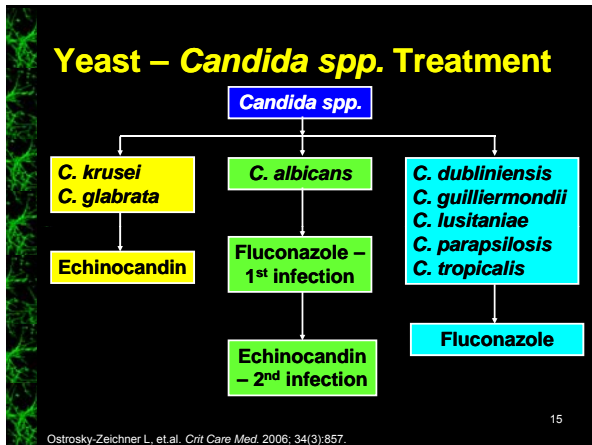 Yeast – Candida spp. Treatment
Candida spp.
C. krusei
C. glabrata
Echinocandin
C. albicans
Fluconazole –
1st infection
Echinocandin
– 2nd infection
C. dubliniensis
C. guilliermondii
C. lusitaniae
C. parapsilosis
C. tropicalis
Fluconazole
15
Ostrosky-Zeichner L, et.al. Crit Care Med. 2006; 34(3):857.